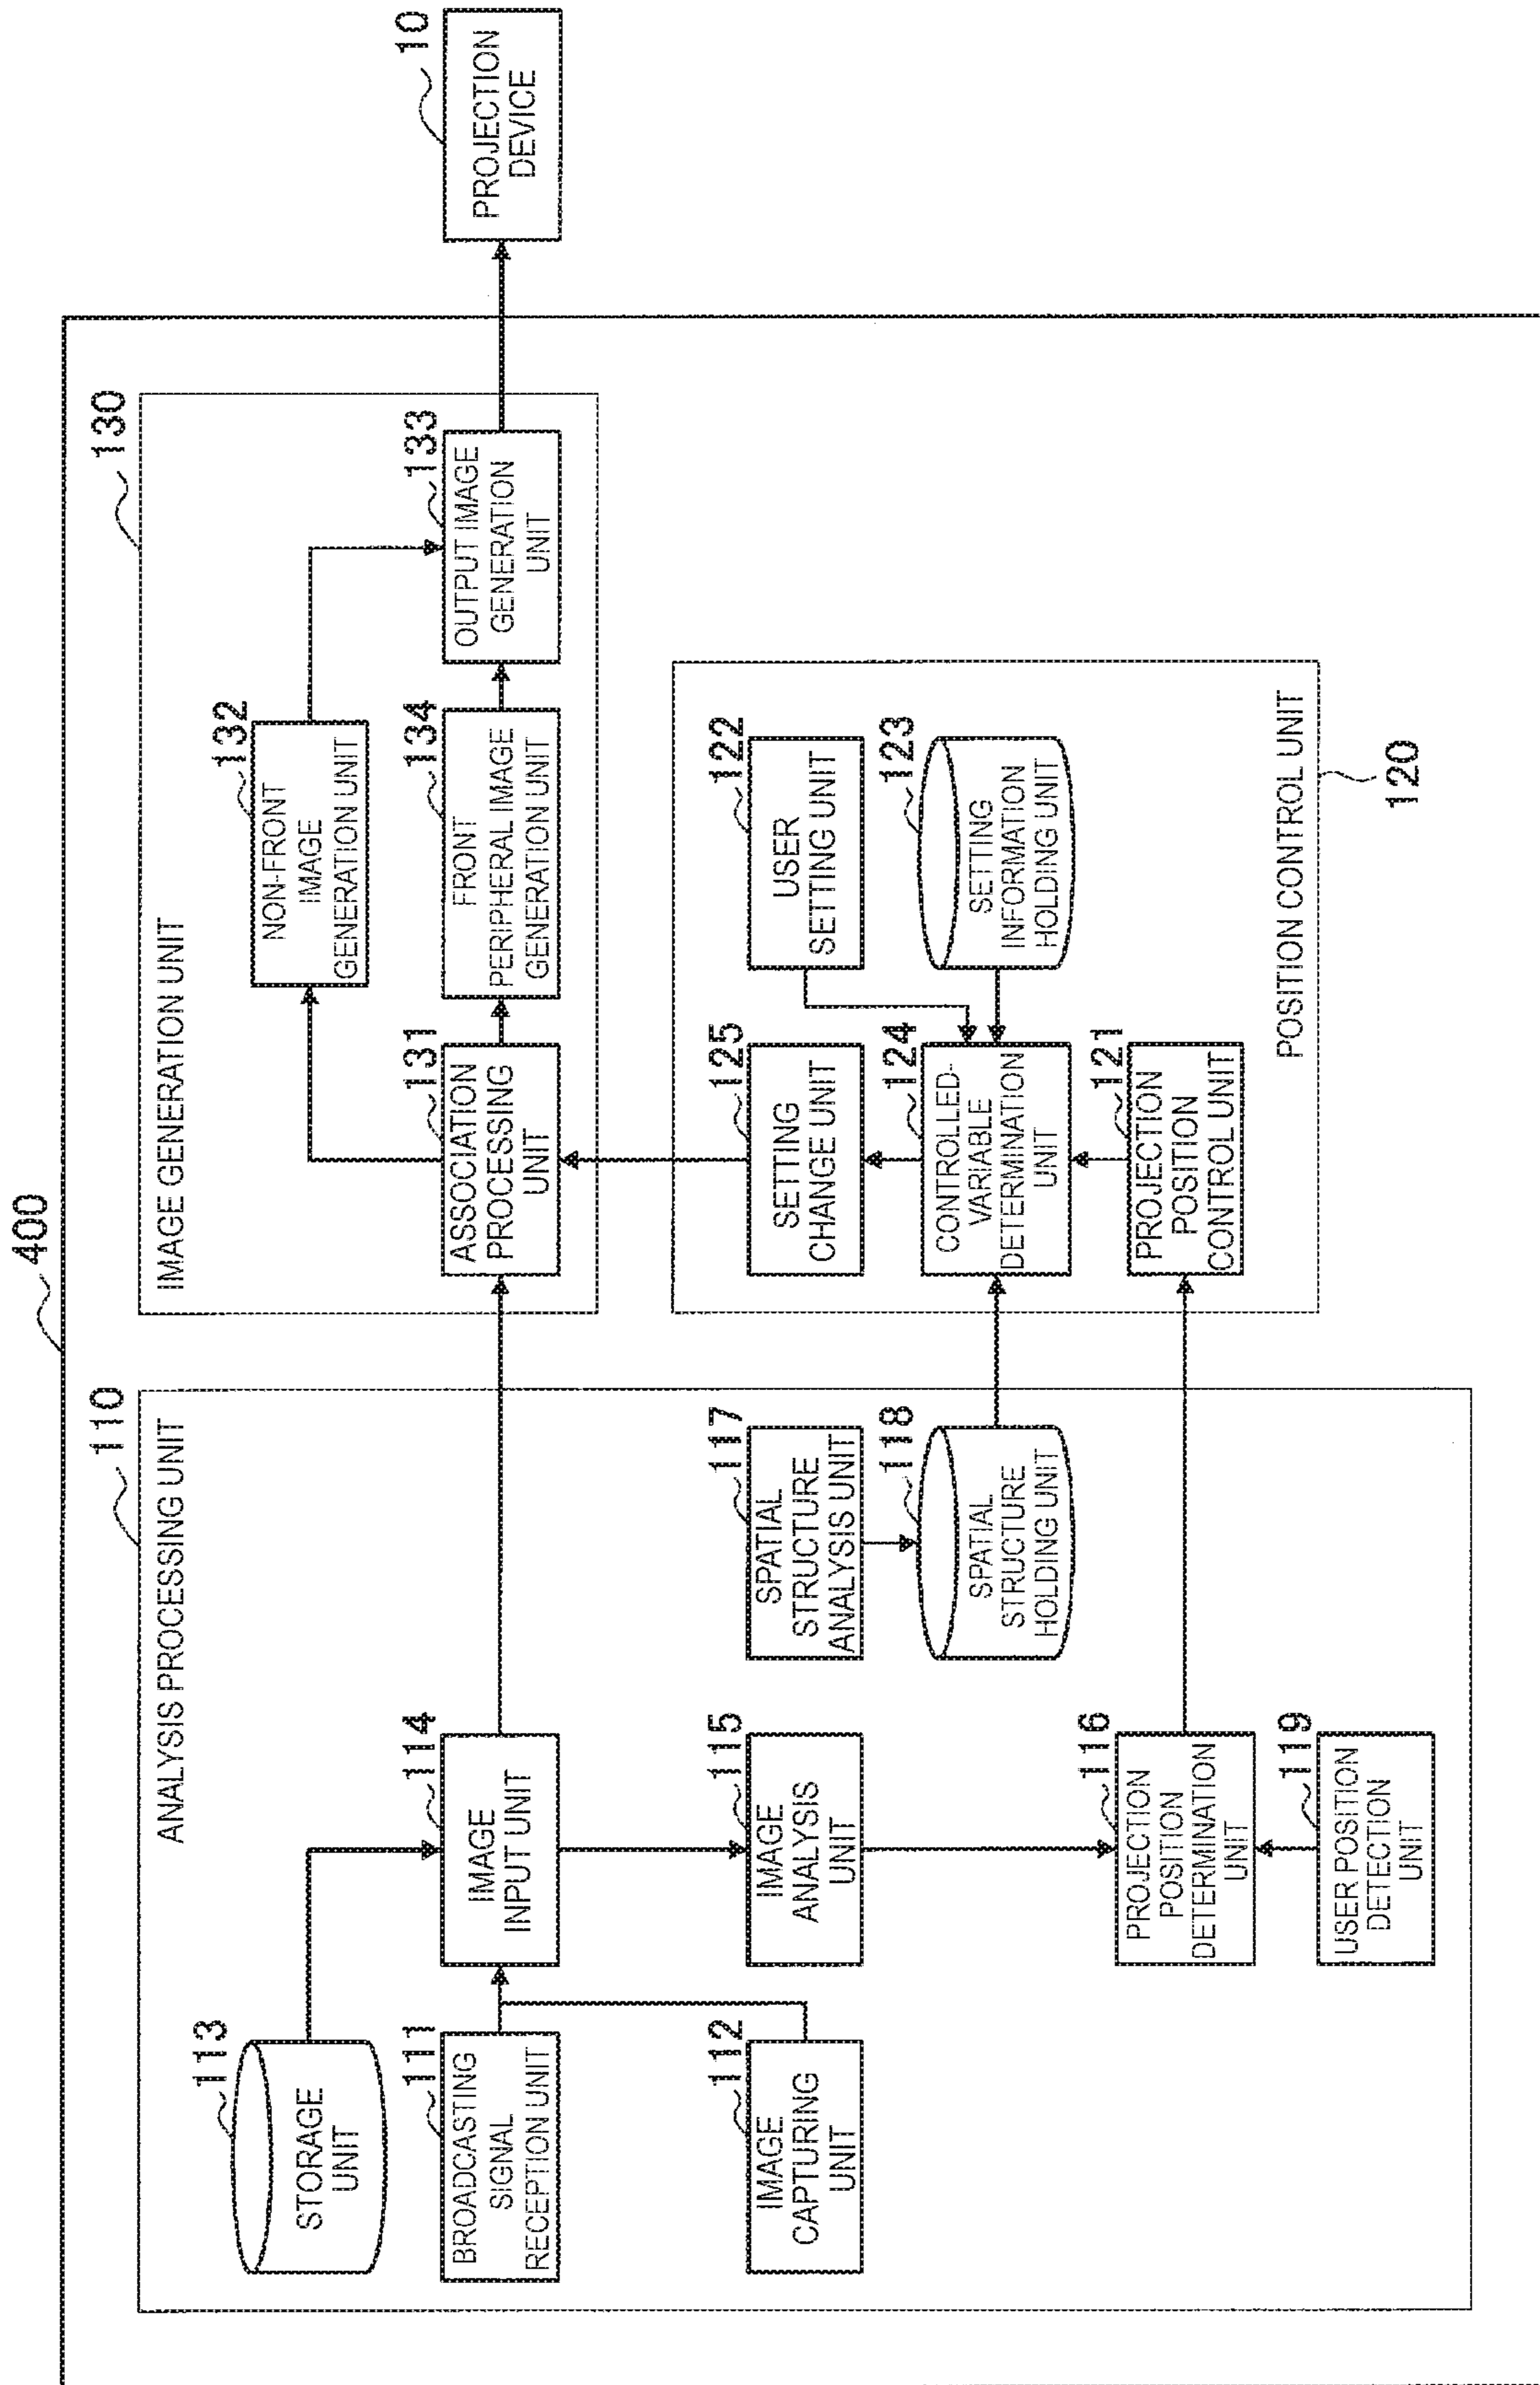 400
110
ANALYSIS PROCESSING UNIT
113
STORAGE
UNIT
111
BROADCASTING
SIGNAL
RECEPTION UNIT
112
IMAGE
CAPTURING
UNIT
114
IMAGE
INPUT UNIT
115
IMAGE
ANALYSIS
UNIT
116
PROJECTION
POSITION
DETERMINATION
UNIT
119
USER POSITION
DETECTION
UNIT
117
SPATIAL
STRUCTURE
ANALYSIS UNIT
118
SPATIAL
STRUCTURE
HOLDING UNIT
130
IMAGE GENERATION UNIT
131
ASSOCIATION
PROCESSING
UNIT
132
NON-FRONT
IMAGE
GENERATION UNIT
134
FRONT
PERIPHERAL IMAGE
GENERATION UNIT
133
OUTPUT IMAGE
GENERATION
UNIT
125
SETTING
CHANGE UNIT
122
USER
SETTING UNIT
124
CONTROLLED-
VARIABLE
DETERMINATION
UNIT
123
SETTING
INFORMATION
HOLDING UNIT
121
PROJECTION
POSITION
CONTROL UNIT
POSITION CONTROL UNIT
120
10
PROJECTION
DEVICE